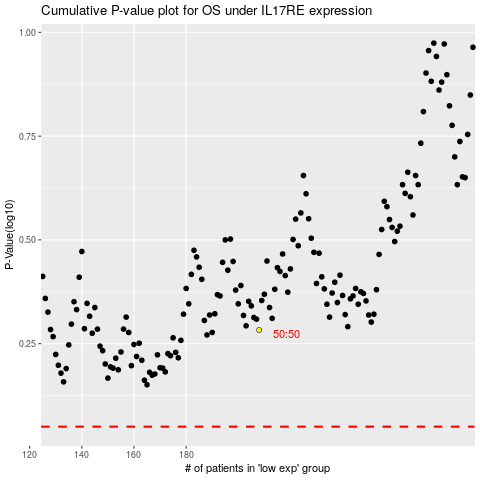 Cumulative P-value plot for OS under IL17RE expression
1.00
0.75
0.50
0.25
P-Value(log10)
50:50
120 140 160 180
# of patients in 'low exp' group